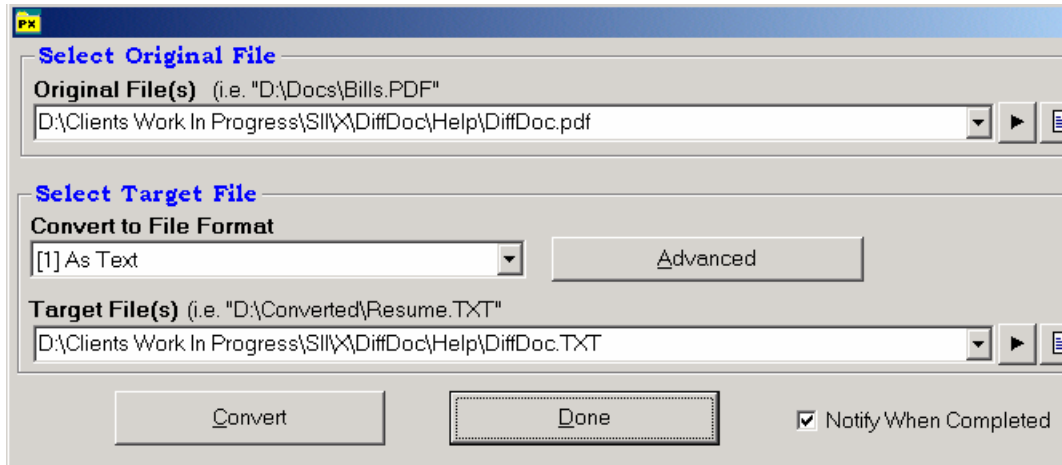 PX
Select Original File
Original File(s) (i.e. "D:\Docs\Bills.PDF"
D:\Clients Work In Progress\SII\X\DiffDoc\Help\DiffDoc.pdf
Select Target File
Convert to File Format
[1] As Text
Advanced
Target File(s) (i.e. "D:\Converted\Resume.TXT"
D:\Clients Work In Progress\SII\X\DiffDoc\Help\DiffDoc.TXT
Convert Done Notify When Completed